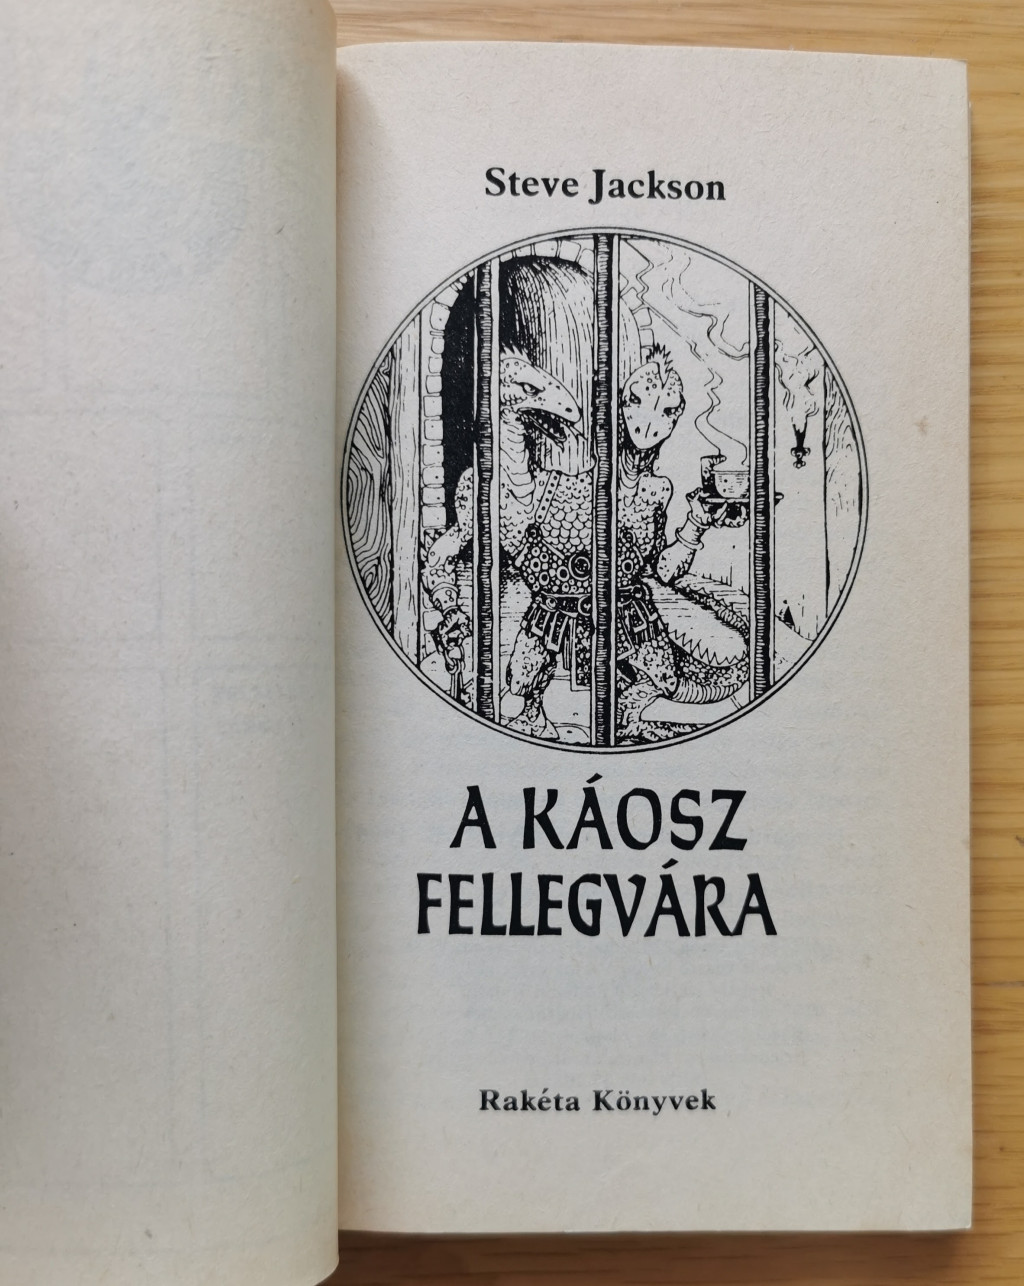 Steve Jackson
A KÁOSZ
FELLEGVÁRA
Rakéta Könyvek